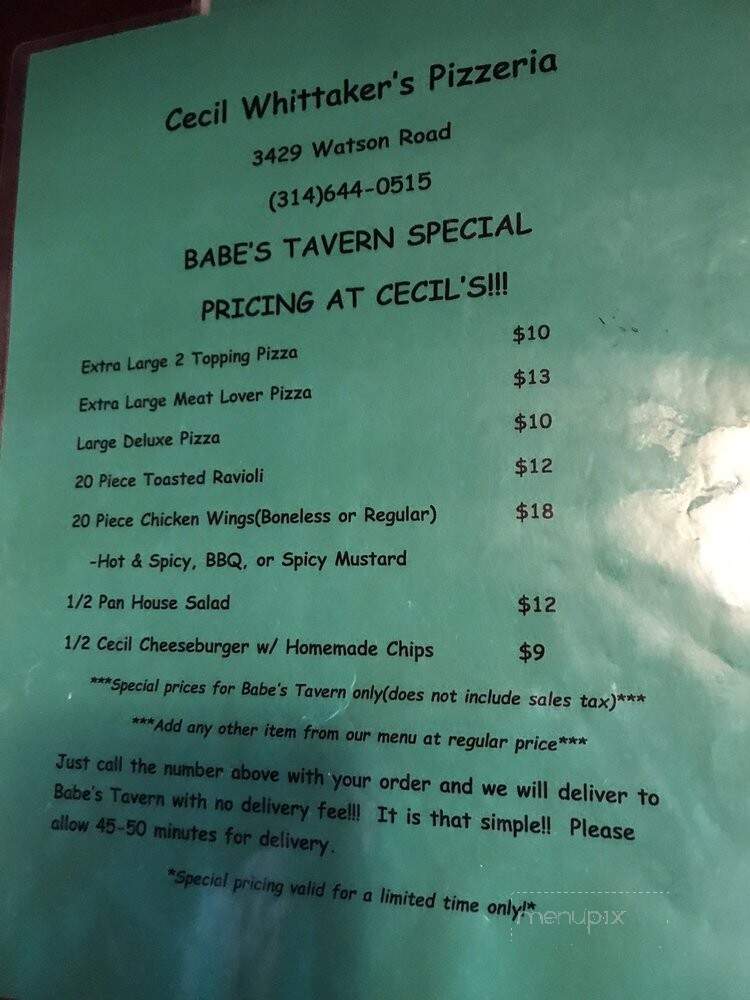 Cecil Whittaker's Pizzeria
3429 Watson Road
(314)644-0515
BABE'S TAVERN SPECIAL
PRICING AT CECIL'S!!!
Extra Large 2 Topping Pizza $10
Extra Large Meat Lover Pizza $13
Large Deluxe Pizza $10
20 Piece Toasted Ravioli $12
20 Piece Chicken Wings(Boneless or Regular) $18
-Hot & Spicy, BBQ, or Spicy Mustard
1/2 Pan House Salad $12
1/2 Cecil Cheeseburger w/ Homemade Chips $9
***Special prices for Babe's Tavern only(does not include sales tax)***
***Add any other item from our menu at regular price***
Just call the number above with your order and we will deliver to
Babe's Tavern with no delivery fee!!! It is that simple!! Please
allow 45-50 minutes for delivery.
*Special pricing valid for a limited time only!*
menupix